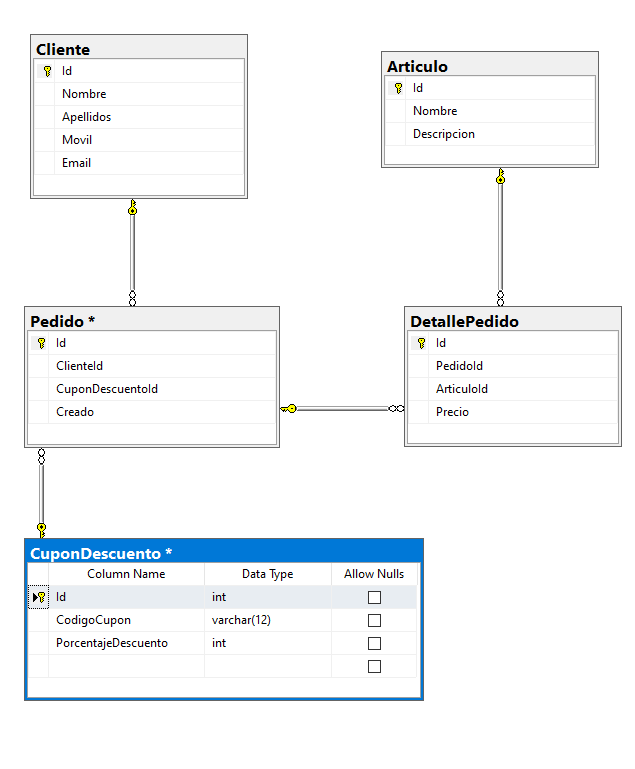 Cliente
Id
Nombre
Apellidos
Movil
Email
Articulo
Id
Nombre
Descripcion
Pedido *
Id
ClienteId
CuponDescuentoId
Creado
DetallePedido
Id
PedidoId
ArticuloId
Precio
CuponDescuento *
Column Name Data Type Allow Nulls
Id int
CodigoCupon varchar(12)
PorcentajeDescuento int